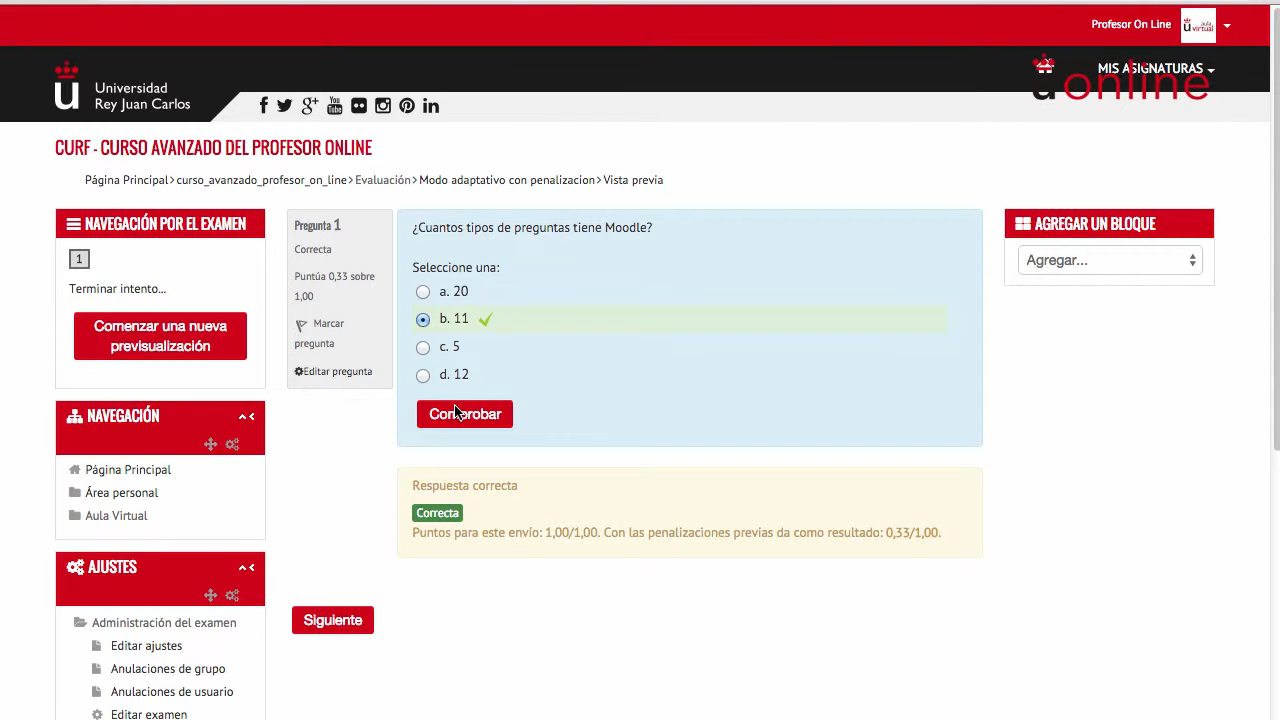 Profesor On Line
aula virtual
Universidad
Rey Juan Carlos
MIS ASIGNATURAS
u online
CURF - CURSO AVANZADO DEL PROFESOR ONLINE
Página Principal > curso_avanzado_profesor_on_line > Evaluación > Modo adaptativo con penalizacion > Vista previa
NAVEGACIÓN POR EL EXAMEN
1
Terminar intento...
Comenzar una nueva
previsualización
Pregunta 1
Correcta
Puntúa 0,33 sobre
1,00
Marcar
pregunta
Editar pregunta
¿Cuantos tipos de preguntas tiene Moodle?
Seleccione una:
a. 20
b. 11
c. 5
d. 12
Comprobar
Respuesta correcta
Correcta
Puntos para este envío: 1,00/1,00. Con las penalizaciones previas da como resultado: 0,33/1,00.
Siguiente
AGREGAR UN BLOQUE
Agregar...
NAVEGACIÓN
Página Principal
Área personal
Aula Virtual
AJUSTES
Administración del examen
Editar ajustes
Anulaciones de grupo
Anulaciones de usuario
Editar examen